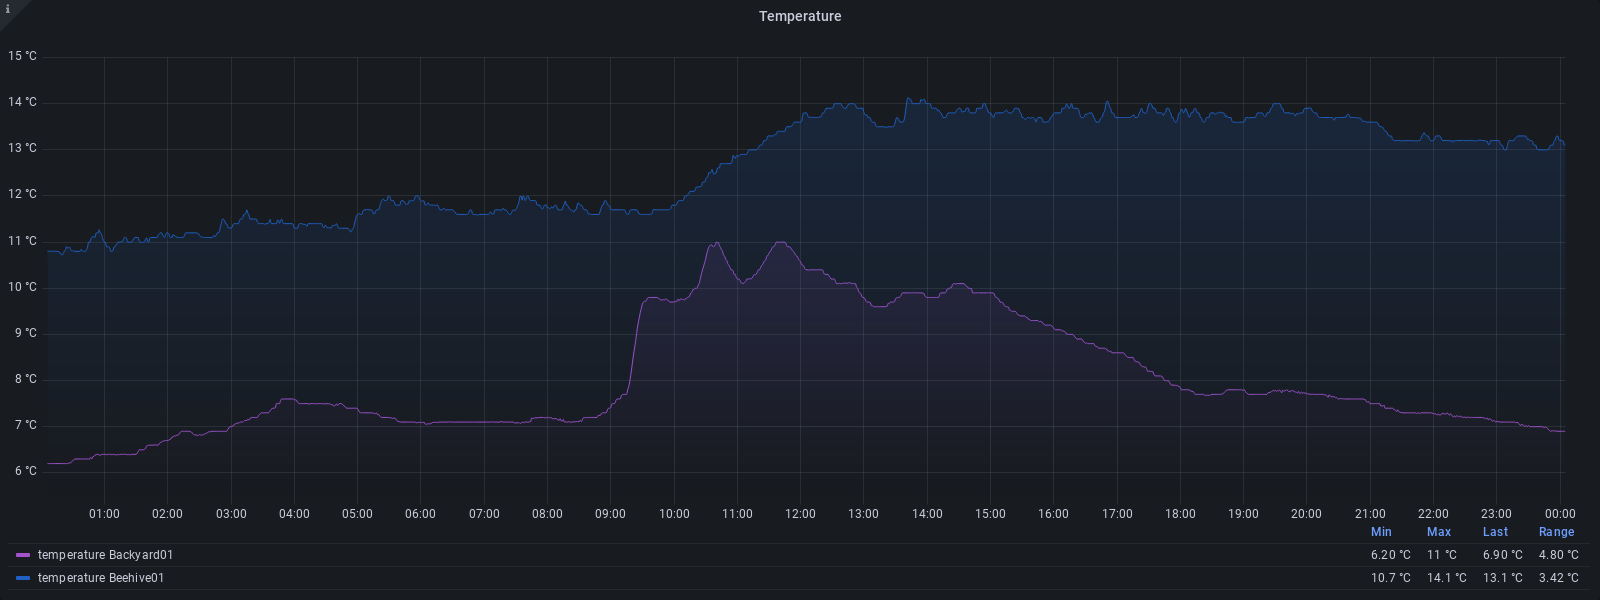 i
Temperature
15 °C
14 °C
13 °C
12 °C
11 °C
10 °C
9 °C
8 °C
7 °C
6 °C
01:00 02:00 03:00 04:00 05:00 06:00 07:00 08:00 09:00 10:00 11:00 12:00 13:00 14:00 15:00 16:00 17:00 18:00 19:00 20:00 21:00 22:00 23:00 00:00
Min Max Last Range
temperature Backyard01 6.20 °C 11 °C 6.90 °C 4.80 °C
temperature Beehive01 10.7 °C 14.1 °C 13.1 °C 3.42 °C